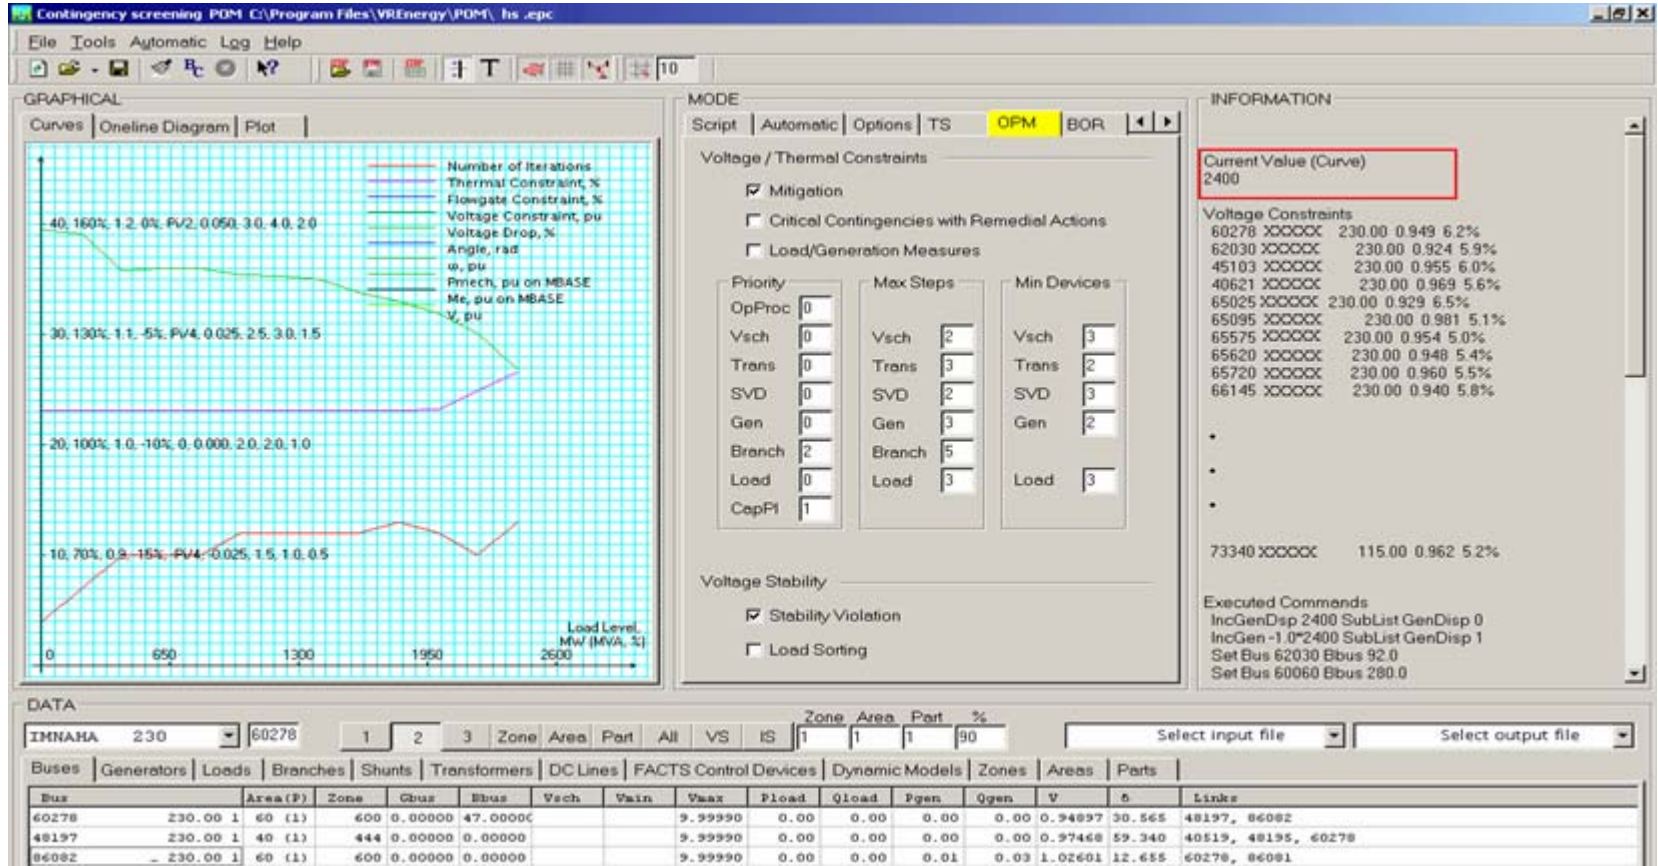 Contingency screening POM C:\Program Files\VREnergy\POM\ hs .epc
File Tools Automatic Log Help
10
GRAPHICAL
Curves Oneline Diagram Plot
Number of Iterations
Thermal Constraint, %
Flowgate Constraint, %
Voltage Constraint, pu
Voltage Drop, %
Angle, rad
ω, pu
Pmech, pu on MBASE
Me, pu on MBASE
V, pu
40, 160%, 1.2, 0%, Pi/2, 0.050, 3.0, 4.0, 2.0
30, 130%, 1.1, -5%, Pi/4, 0.025, 2.5, 3.0, 1.5
20, 100%, 1.0, -10%, 0, 0.000, 2.0, 2.0, 1.0
10, 70%, 0.9, -15%, -Pi/4, -0.025, 1.5, 1.0, 0.5
Load Level,
MW (MVA, %)
0 650 1300 1950 2600
MODE
Script Automatic Options TS OPM BOR
Voltage / Thermal Constraints
Mitigation
Critical Contingencies with Remedial Actions
Load/Generation Measures
Priority Max Steps Min Devices
OpProc 0
Vsch 0 Vsch 2 Vsch 3
Trans 0 Trans 3 Trans 2
SVD 0 SVD 2 SVD 3
Gen 0 Gen 3 Gen 2
Branch 2 Branch 5
Load 0 Load 3 Load 3
CapPl 1
Voltage Stability
Stability Violation
Load Sorting
INFORMATION
Current Value (Curve)
2400
Voltage Constraints
60278 XXXXXX 230.00 0.949 6.2%
62030 XXXXXX 230.00 0.924 5.9%
45103 XXXXXX 230.00 0.955 6.0%
40621 XXXXXX 230.00 0.969 5.6%
65025 XXXXXX 230.00 0.929 6.5%
65095 XXXXXX 230.00 0.981 5.1%
65575 XXXXXX 230.00 0.954 5.0%
65620 XXXXXX 230.00 0.948 5.4%
65720 XXXXXX 230.00 0.960 5.5%
66145 XXXXXX 230.00 0.940 5.8%
73340 XXXXXX 115.00 0.962 5.2%
Executed Commands
IncGenDsp 2400 SubList GenDisp 0
IncGen -1.0*2400 SubList GenDisp 1
Set Bus 62030 Bbus 92.0
Set Bus 60060 Bbus 280.0
DATA
Zone Area Part %
IMNAHA 230 60278 1 2 3 Zone Area Part All VS IS 1 1 1 90 Select input file Select output file
Buses Generators Loads Branches Shunts Transformers DC Lines FACTS Control Devices Dynamic Models Zones Areas Parts
Bus Area(P) Zone Gbus Bbus Vsch Vmin Vmax Pload Qload Pgen Qgen V δ Links
60278 230.00 1 60 (1) 600 0.00000 47.0000 9.99990 0.00 0.00 0.00 0.00 0.94897 30.565 48197, 86082
48197 230.00 1 40 (1) 444 0.00000 0.00000 9.99990 0.00 0.00 0.00 0.00 0.97468 59.340 40519, 48195, 60278
86082 _ 230.00 1 60 (1) 600 0.00000 0.00000 9.99990 0.00 0.00 0.01 0.03 1.02601 12.655 60278, 86081